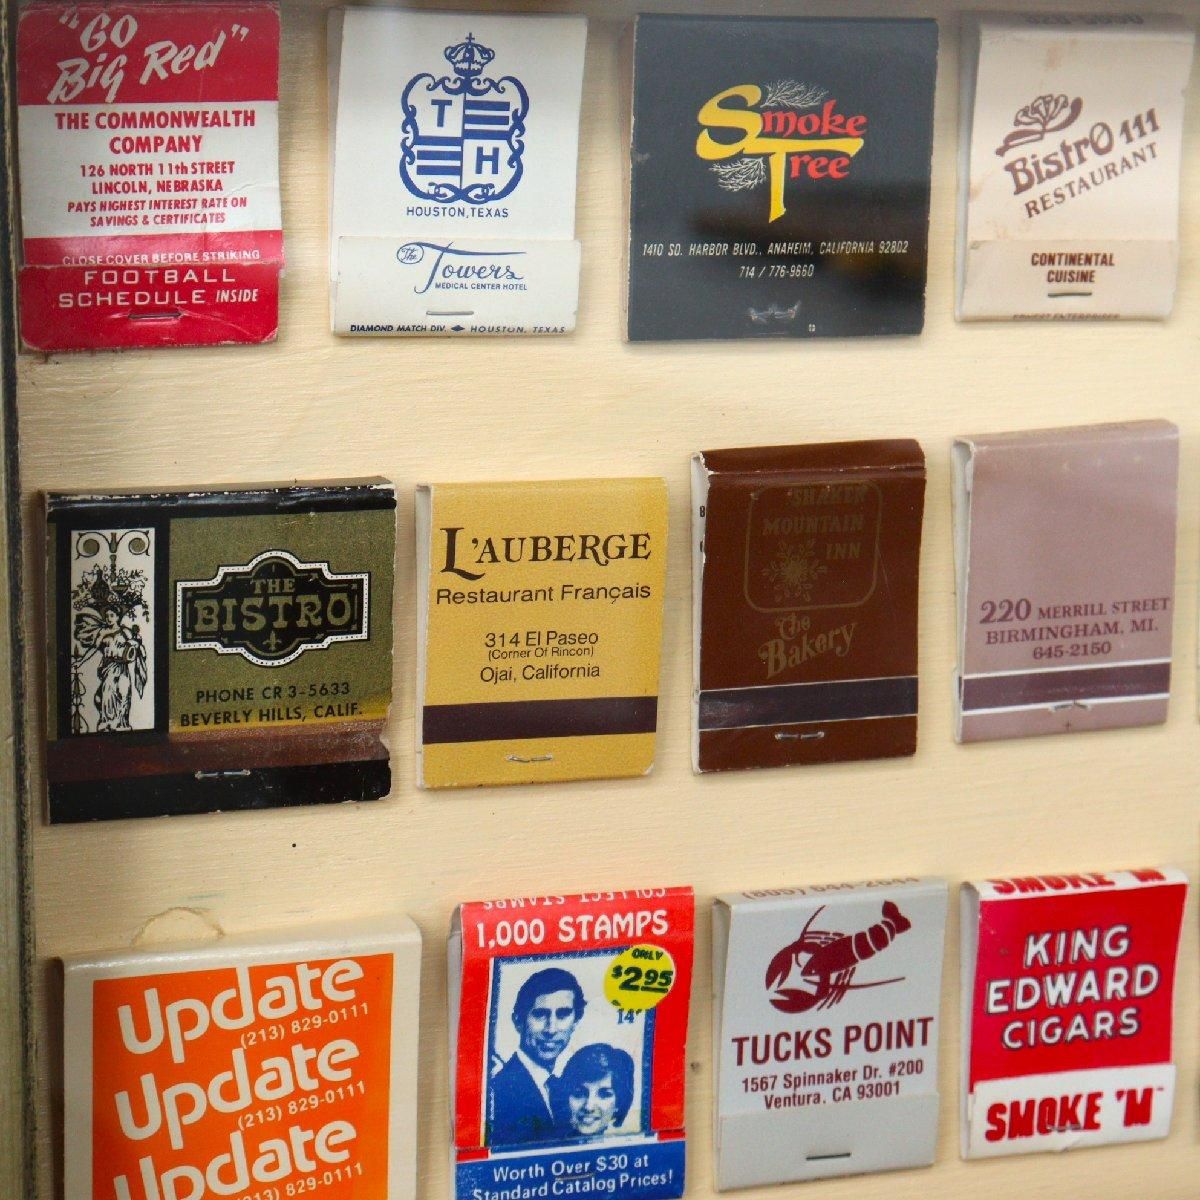 "GO
Big Red"
THE COMMONWEALTH
COMPANY
126 NORTH 11th STREET
LINCOLN, NEBRASKA
PAYS HIGHEST INTEREST RATE ON
SAVINGS & CERTIFICATES
CLOSE COVER BEFORE STRIKING
FOOTBALL
SCHEDULE INSIDE
T
H
HOUSTON, TEXAS
The Towers
MEDICAL CENTER HOTEL
DIAMOND MATCH DIV. HOUSTON, TEXAS
Smoke
Tree
1410 SO. HARBOR BLVD., ANAHEIM, CALIFORNIA 92802
714 / 776-9660
Bistro 111
RESTAURANT
CONTINENTAL
CUISINE
THE
BISTRO
PHONE CR 3-5633
BEVERLY HILLS, CALIF.
L'AUBERGE
Restaurant Français
314 El Paseo
(Corner Of Rincon)
Ojai, California
SHAKER
MOUNTAIN
INN
The
Bakery
220 MERRILL STREET
BIRMINGHAM, MI.
645-2150
Update
(213) 829-0111
Update
(213) 829-0111
Update
(213) 829-0111
COLLECT STAMPS
1,000 STAMPS
ONLY
$2.95
Worth Over $30 at
Standard Catalog Prices!
(805) 644-2644
TUCKS POINT
1567 Spinnaker Dr. #200
Ventura, CA 93001
SMOKE 'M
KING
EDWARD
CIGARS
SMOKE 'M